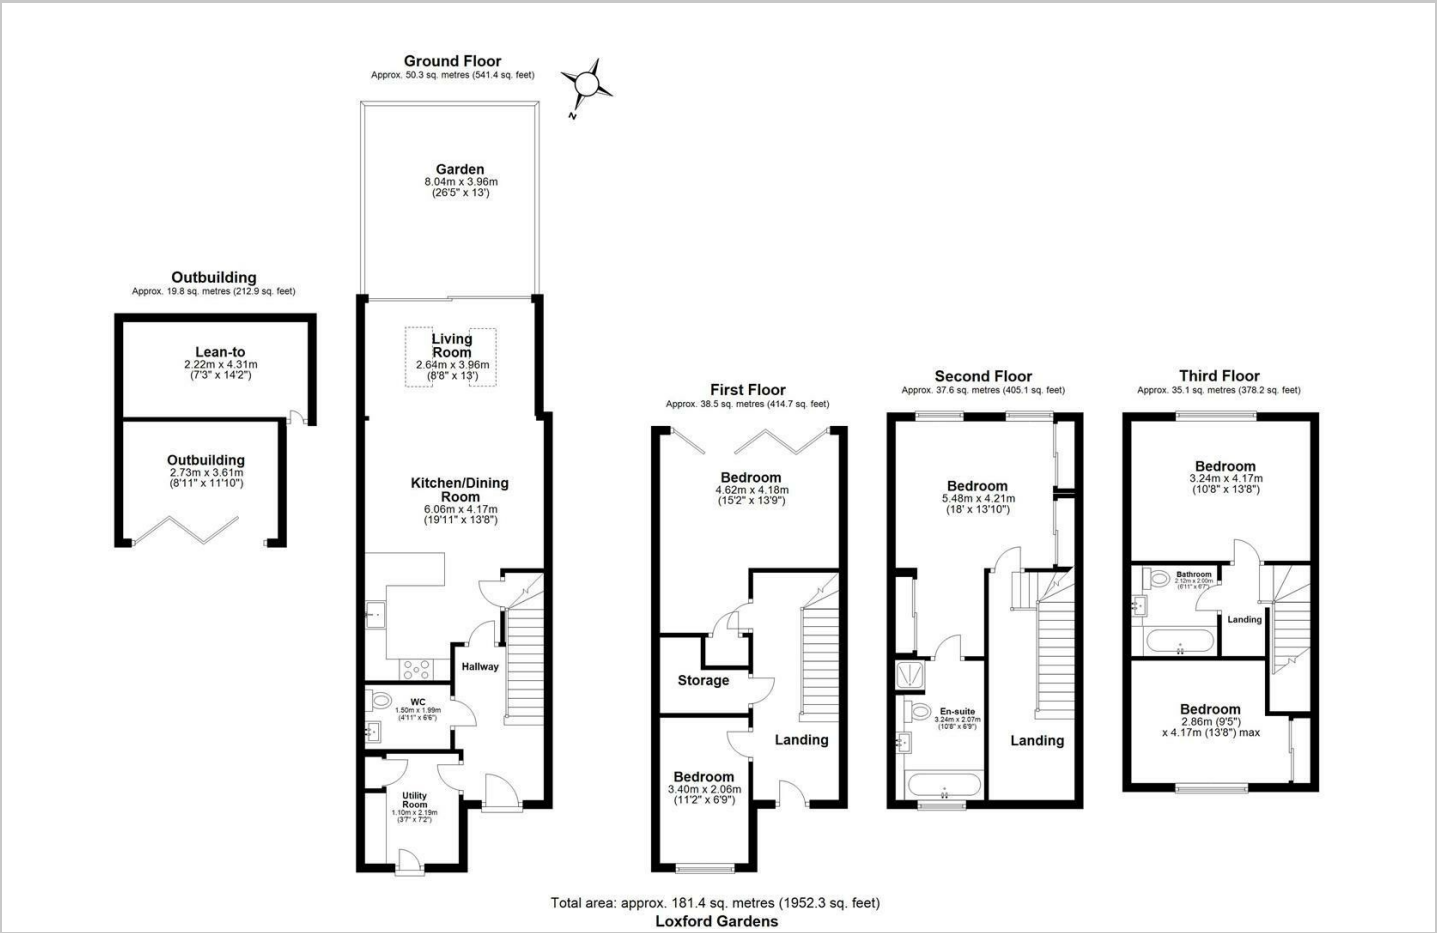 Ground Floor
Approx. 50.3 sq. metres (541.4 sq. feet)
N
Garden
8.04m x 3.96m
(26'5" x 13')
Outbuilding
Approx. 19.8 sq. metres (212.9 sq. feet)
Lean-to
2.22m x 4.31m
(7'3" x 14'2")
Outbuilding
2.73m x 3.61m
(8'11" x 11'10")
Living
Room
2.64m x 3.96m
(8'8" x 13')
Kitchen/Dining
Room
6.06m x 4.17m
(19'11" x 13'8")
Hallway
WC
1.50m x 1.99m
(4'11" x 6'6")
Utility
Room
1.10m x 2.19m
(3'7" x 7'2")
First Floor
Approx. 38.5 sq. metres (414.7 sq. feet)
Bedroom
4.62m x 4.18m
(15'2" x 13'9")
Storage
Landing
Bedroom
3.40m x 2.06m
(11'2" x 6'9")
Second Floor
Approx. 37.6 sq. metres (405.1 sq. feet)
Bedroom
5.48m x 4.21m
(18' x 13'10")
En-suite
3.24m x 2.07m
(10'8" x 6'9")
Landing
Third Floor
Approx. 35.1 sq. metres (378.2 sq. feet)
Bedroom
3.24m x 4.17m
(10'8" x 13'8")
Bathroom
2.12m x 2.00m
(6'11" x 6'7")
Landing
Bedroom
2.86m (9'5")
x 4.17m (13'8") max
Total area: approx. 181.4 sq. metres (1952.3 sq. feet)
Loxford Gardens